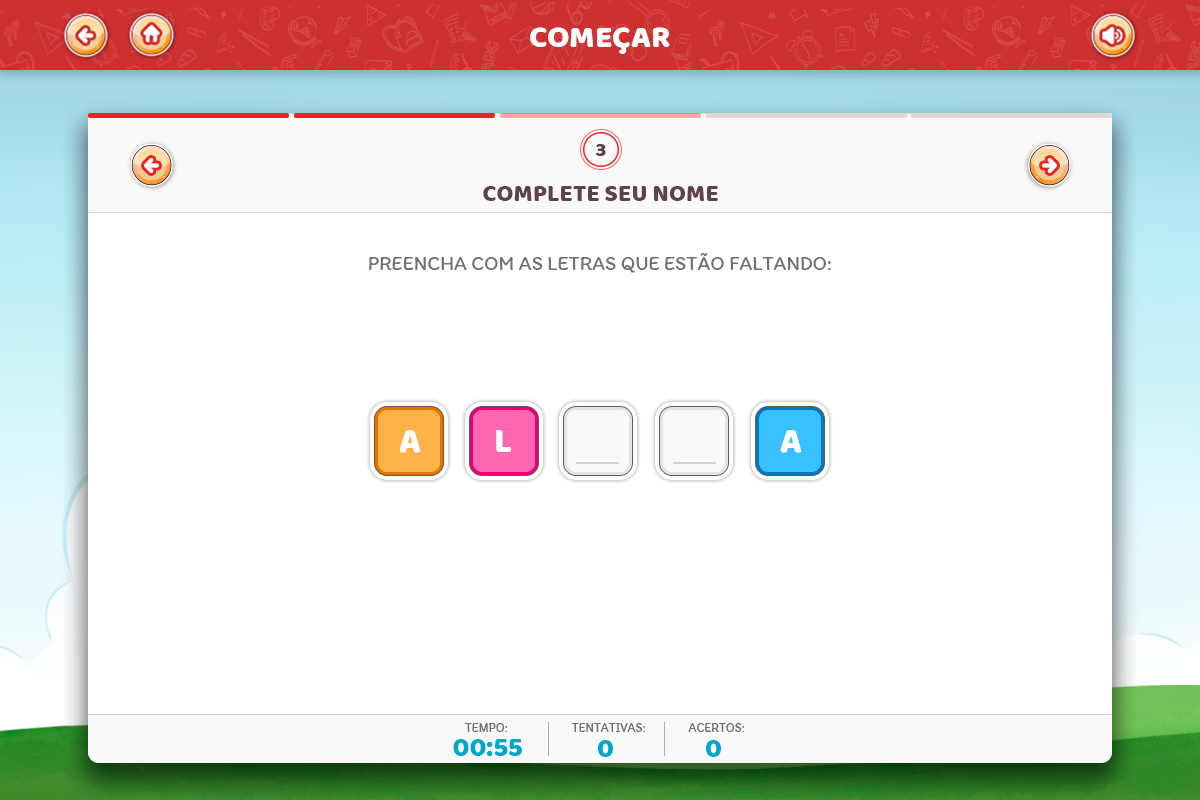 COMEÇAR
3
COMPLETE SEU NOME
PREENCHA COM AS LETRAS QUE ESTÃO FALTANDO:
A L _ _ A
TEMPO: TENTATIVAS: ACERTOS:
00:55 0 0